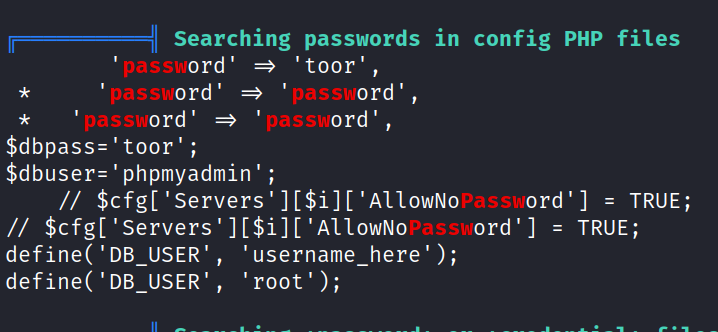 Searching passwords in config PHP files
'password' => 'toor',
* 'password' => 'password',
* 'password' => 'password',
$dbpass='toor';
$dbuser='phpmyadmin';
// $cfg['Servers'][$i]['AllowNoPassword'] = TRUE;
// $cfg['Servers'][$i]['AllowNoPassword'] = TRUE;
define('DB_USER', 'username_here');
define('DB_USER', 'root');